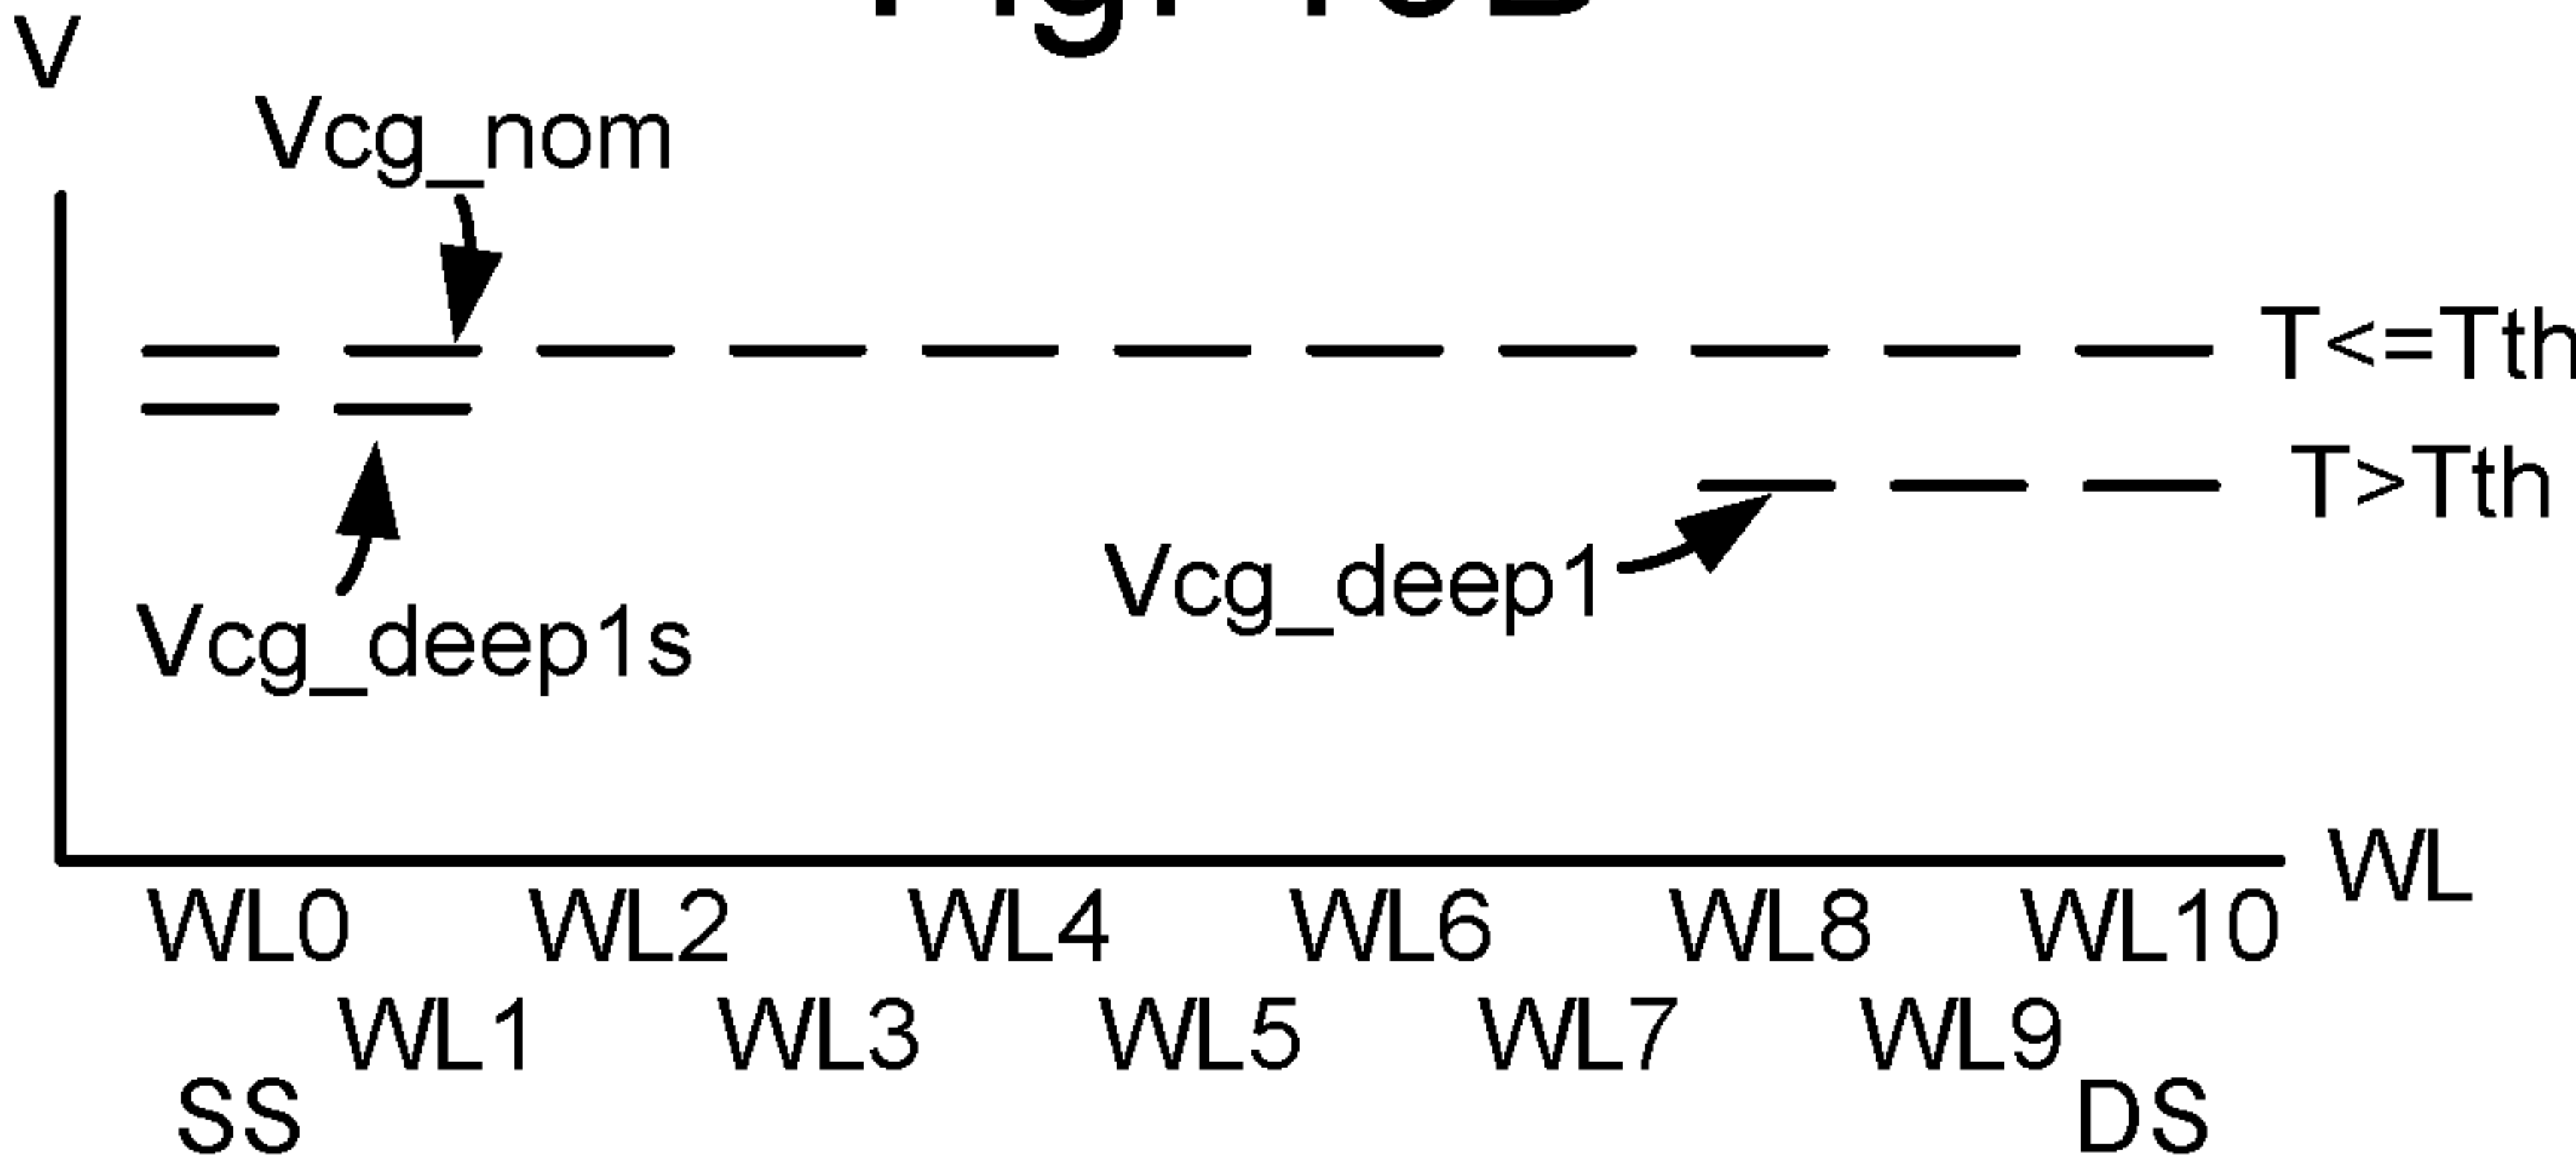 V
Vcg_nom
T<=Tth
T>Tth
Vcg_deep1
Vcg_deep1s
WL
WL0 WL2 WL4 WL6 WL8 WL10
WL1 WL3 WL5 WL7 WL9
SS DS